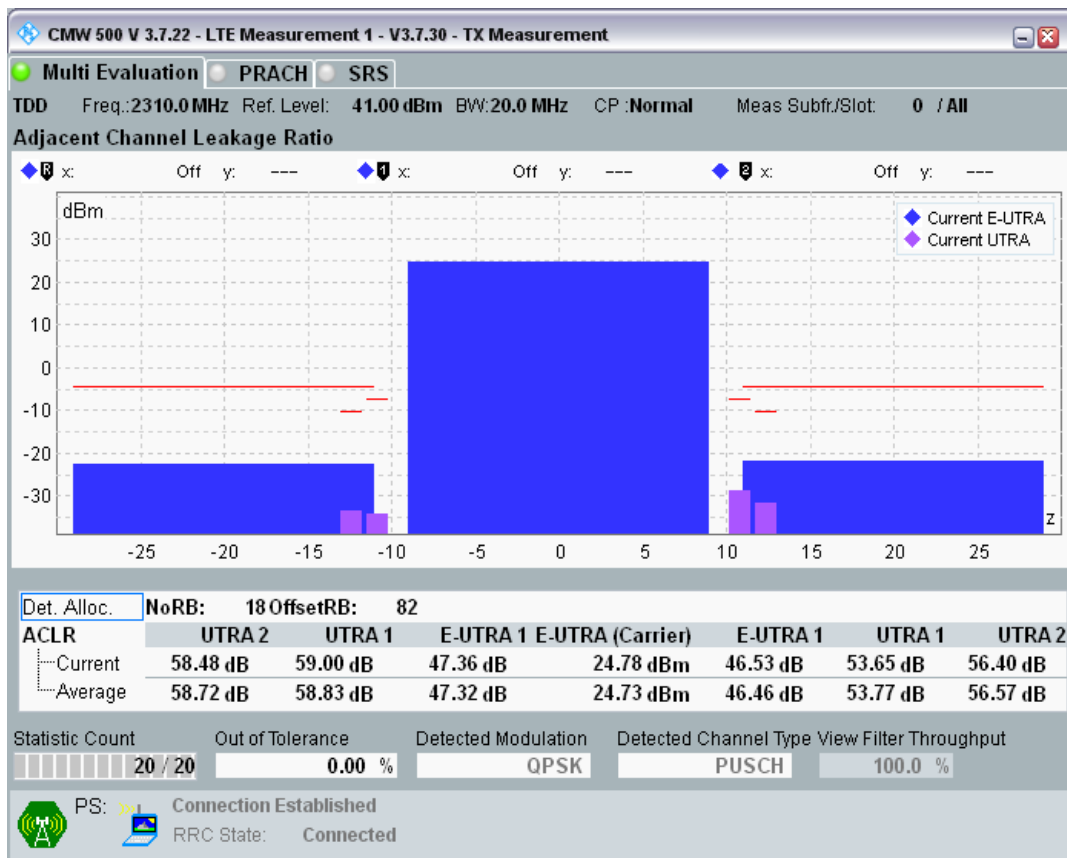 CMW 500 V 3.7.22 - LTE Measurement 1 - V3.7.30 - TX Measurement
Multi Evaluation PRACH SRS
TDD Freq.:2310.0 MHz Ref. Level: 41.00 dBm BW:20.0 MHz CP :Normal Meas Subfr./Slot: 0 / All
Adjacent Channel Leakage Ratio
R x: Off y: --- 1 x: Off y: --- 2 x: Off y: ---
dBm
Current E-UTRA
Current UTRA
30
20
10
0
-10
-20
-30
z
-25 -20 -15 -10 -5 0 5 10 15 20 25
Det. Alloc. NoRB: 18 OffsetRB: 82
ACLR UTRA 2 UTRA 1 E-UTRA 1 E-UTRA (Carrier) E-UTRA 1 UTRA 1 UTRA 2
Current 58.48 dB 59.00 dB 47.36 dB 24.78 dBm 46.53 dB 53.65 dB 56.40 dB
Average 58.72 dB 58.83 dB 47.32 dB 24.73 dBm 46.46 dB 53.77 dB 56.57 dB
Statistic Count Out of Tolerance Detected Modulation Detected Channel Type View Filter Throughput
20 / 20 0.00 % QPSK PUSCH 100.0 %
PS: Connection Established
RRC State: Connected